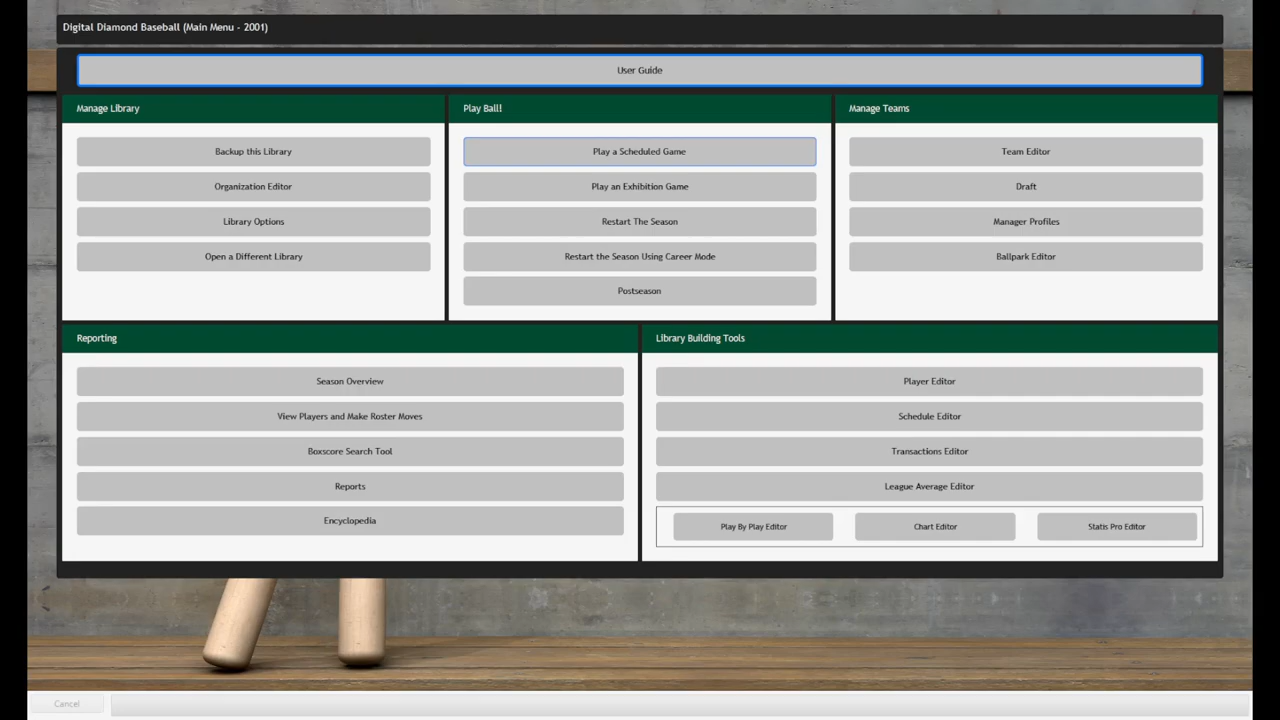 Digital Diamond Baseball (Main Menu - 2001)
User Guide
Manage Library
Backup this Library
Organization Editor
Library Options
Open a Different Library
Play Ball!
Play a Scheduled Game
Play an Exhibition Game
Restart The Season
Restart the Season Using Career Mode
Postseason
Manage Teams
Team Editor
Draft
Manager Profiles
Ballpark Editor
Reporting
Season Overview
View Players and Make Roster Moves
Boxscore Search Tool
Reports
Encyclopedia
Library Building Tools
Player Editor
Schedule Editor
Transactions Editor
League Average Editor
Play By Play Editor
Chart Editor
Statis Pro Editor
Cancel